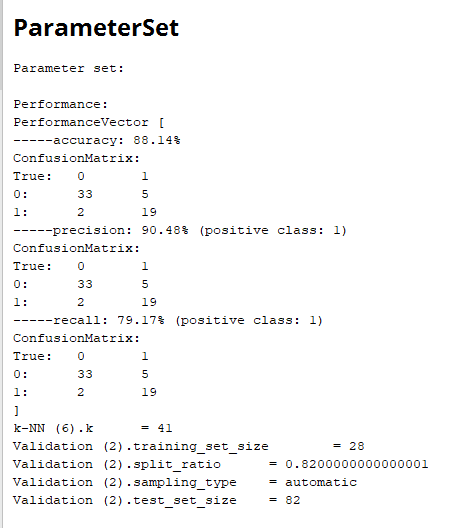 ParameterSet
Parameter set:
Performance:
PerformanceVector [
-----accuracy: 88.14%
ConfusionMatrix:
True: 0 1
0: 33 5
1: 2 19
-----precision: 90.48% (positive class: 1)
ConfusionMatrix:
True: 0 1
0: 33 5
1: 2 19
-----recall: 79.17% (positive class: 1)
ConfusionMatrix:
True: 0 1
0: 33 5
1: 2 19
]
k-NN (6).k = 41
Validation (2).training_set_size = 28
Validation (2).split_ratio = 0.8200000000000001
Validation (2).sampling_type = automatic
Validation (2).test_set_size = 82